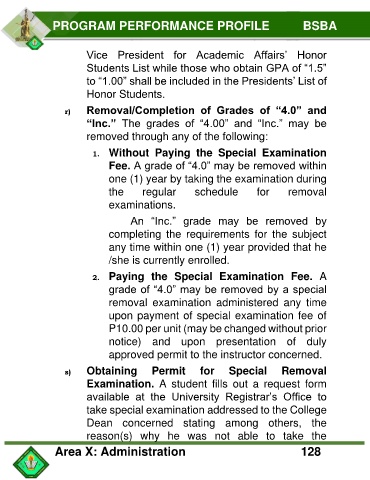 PROGRAM PERFORMANCE PROFILE BSBA
Vice President for Academic Affairs’ Honor
Students List while those who obtain GPA of “1.5”
to “1.00” shall be included in the Presidents’ List of
Honor Students.
r) Removal/Completion of Grades of “4.0” and
“Inc.” The grades of “4.00” and “Inc.” may be
removed through any of the following:
1. Without Paying the Special Examination
Fee. A grade of “4.0” may be removed within
one (1) year by taking the examination during
the regular schedule for removal
examinations.
An “Inc.” grade may be removed by
completing the requirements for the subject
any time within one (1) year provided that he
/she is currently enrolled.
2. Paying the Special Examination Fee. A
grade of “4.0” may be removed by a special
removal examination administered any time
upon payment of special examination fee of
P10.00 per unit (may be changed without prior
notice) and upon presentation of duly
approved permit to the instructor concerned.
s) Obtaining Permit for Special Removal
Examination. A student fills out a request form
available at the University Registrar’s Office to
take special examination addressed to the College
Dean concerned stating among others, the
reason(s) why he was not able to take the
Area X: Administration 128